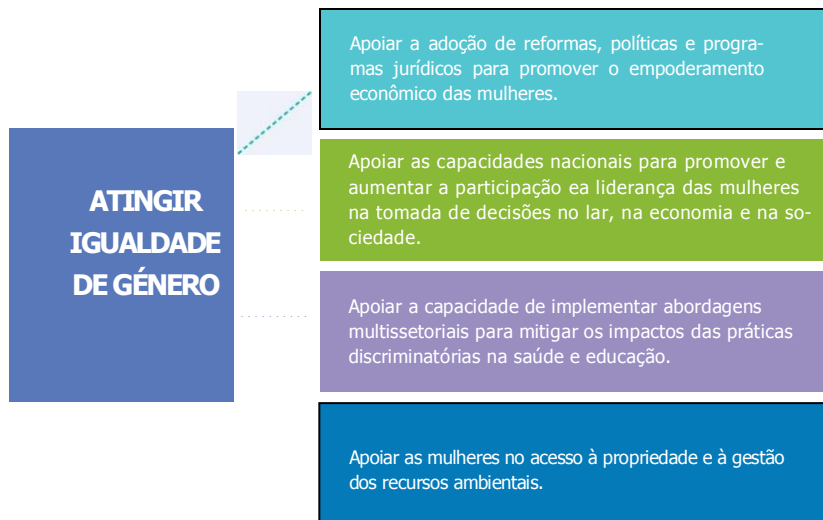 Apoiar a adoção de reformas, políticas e progra-
mas jurídicos para promover o empoderamento
econômico das mulheres.
ATINGIR
IGUALDADE
DE GÉNERO
Apoiar as capacidades nacionais para promover e
aumentar a participação ea liderança das mulheres
na tomada de decisões no lar, na economia e na so-
ciedade.
Apoiar a capacidade de implementar abordagens
multissetoriais para mitigar os impactos das práticas
discriminatórias na saúde e educação.
Apoiar as mulheres no acesso à propriedade e à gestão
dos recursos ambientais.